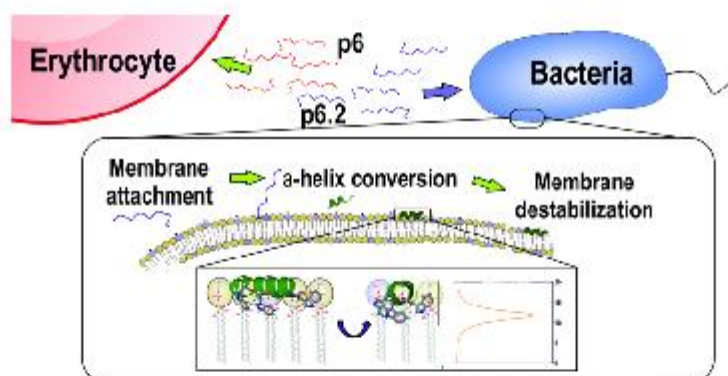 p6
Erythrocyte
Bacteria
p6.2
Membrane
attachment
a-helix conversion
Membrane
destabilization